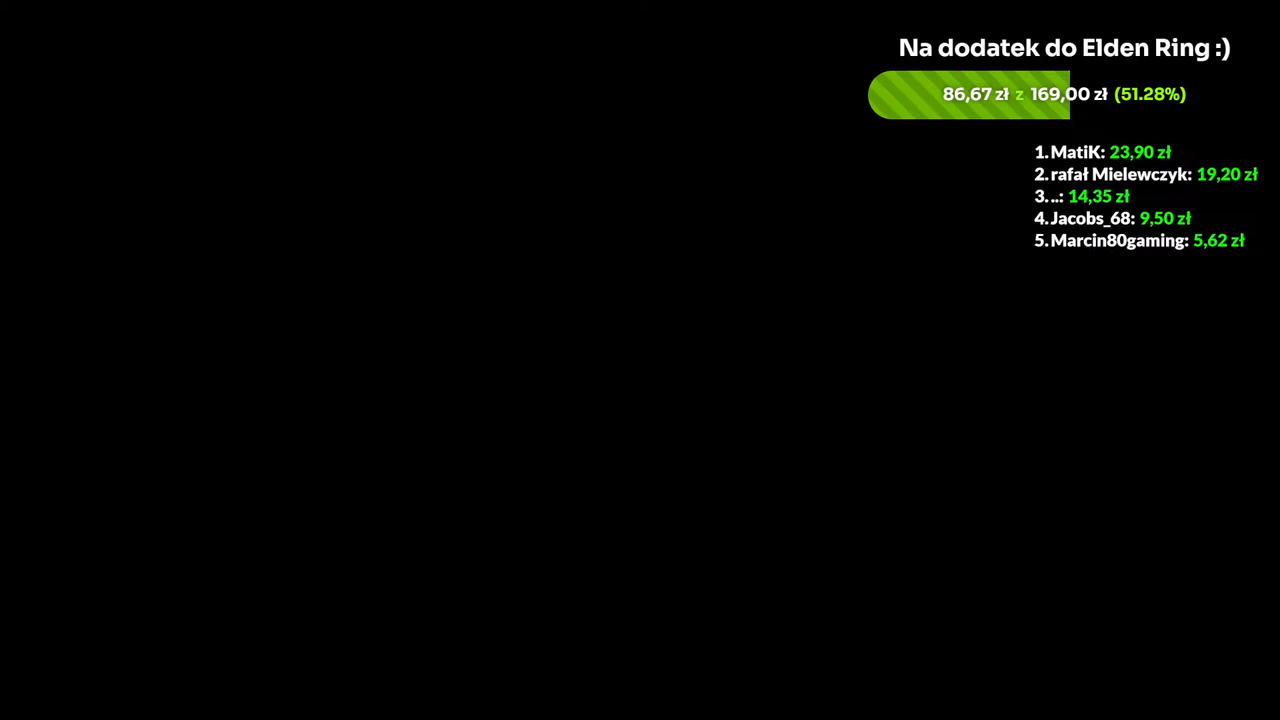 Na dodatek do Elden Ring :)
86,67 zł z 169,00 zł (51.28%)
1. MatiK: 23,90 zł
2. rafał Mielewczyk: 19,20 zł
3. ..: 14,35 zł
4. Jacobs_68: 9,50 zł
5. Marcin80gaming: 5,62 zł